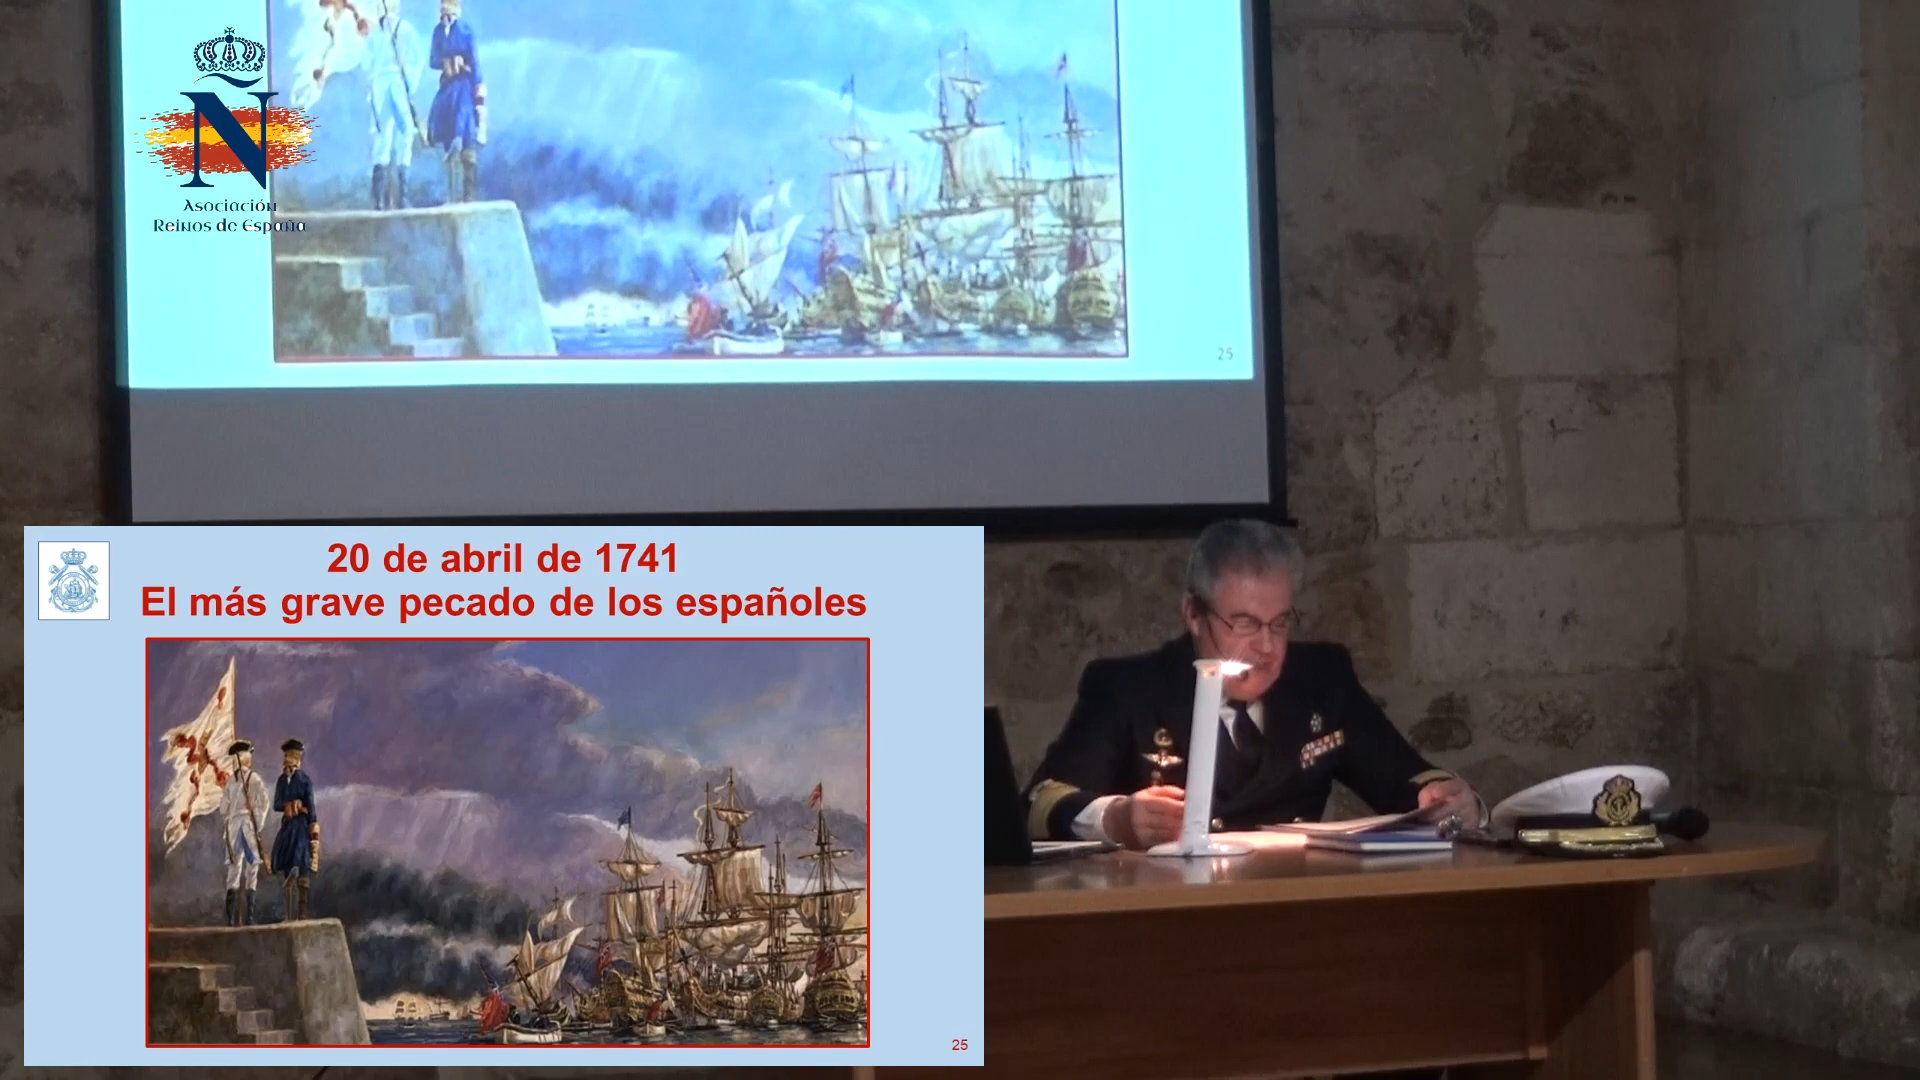 Ñ
Asociación
Reinos de España
25
20 de abril de 1741
El más grave pecado de los españoles
25